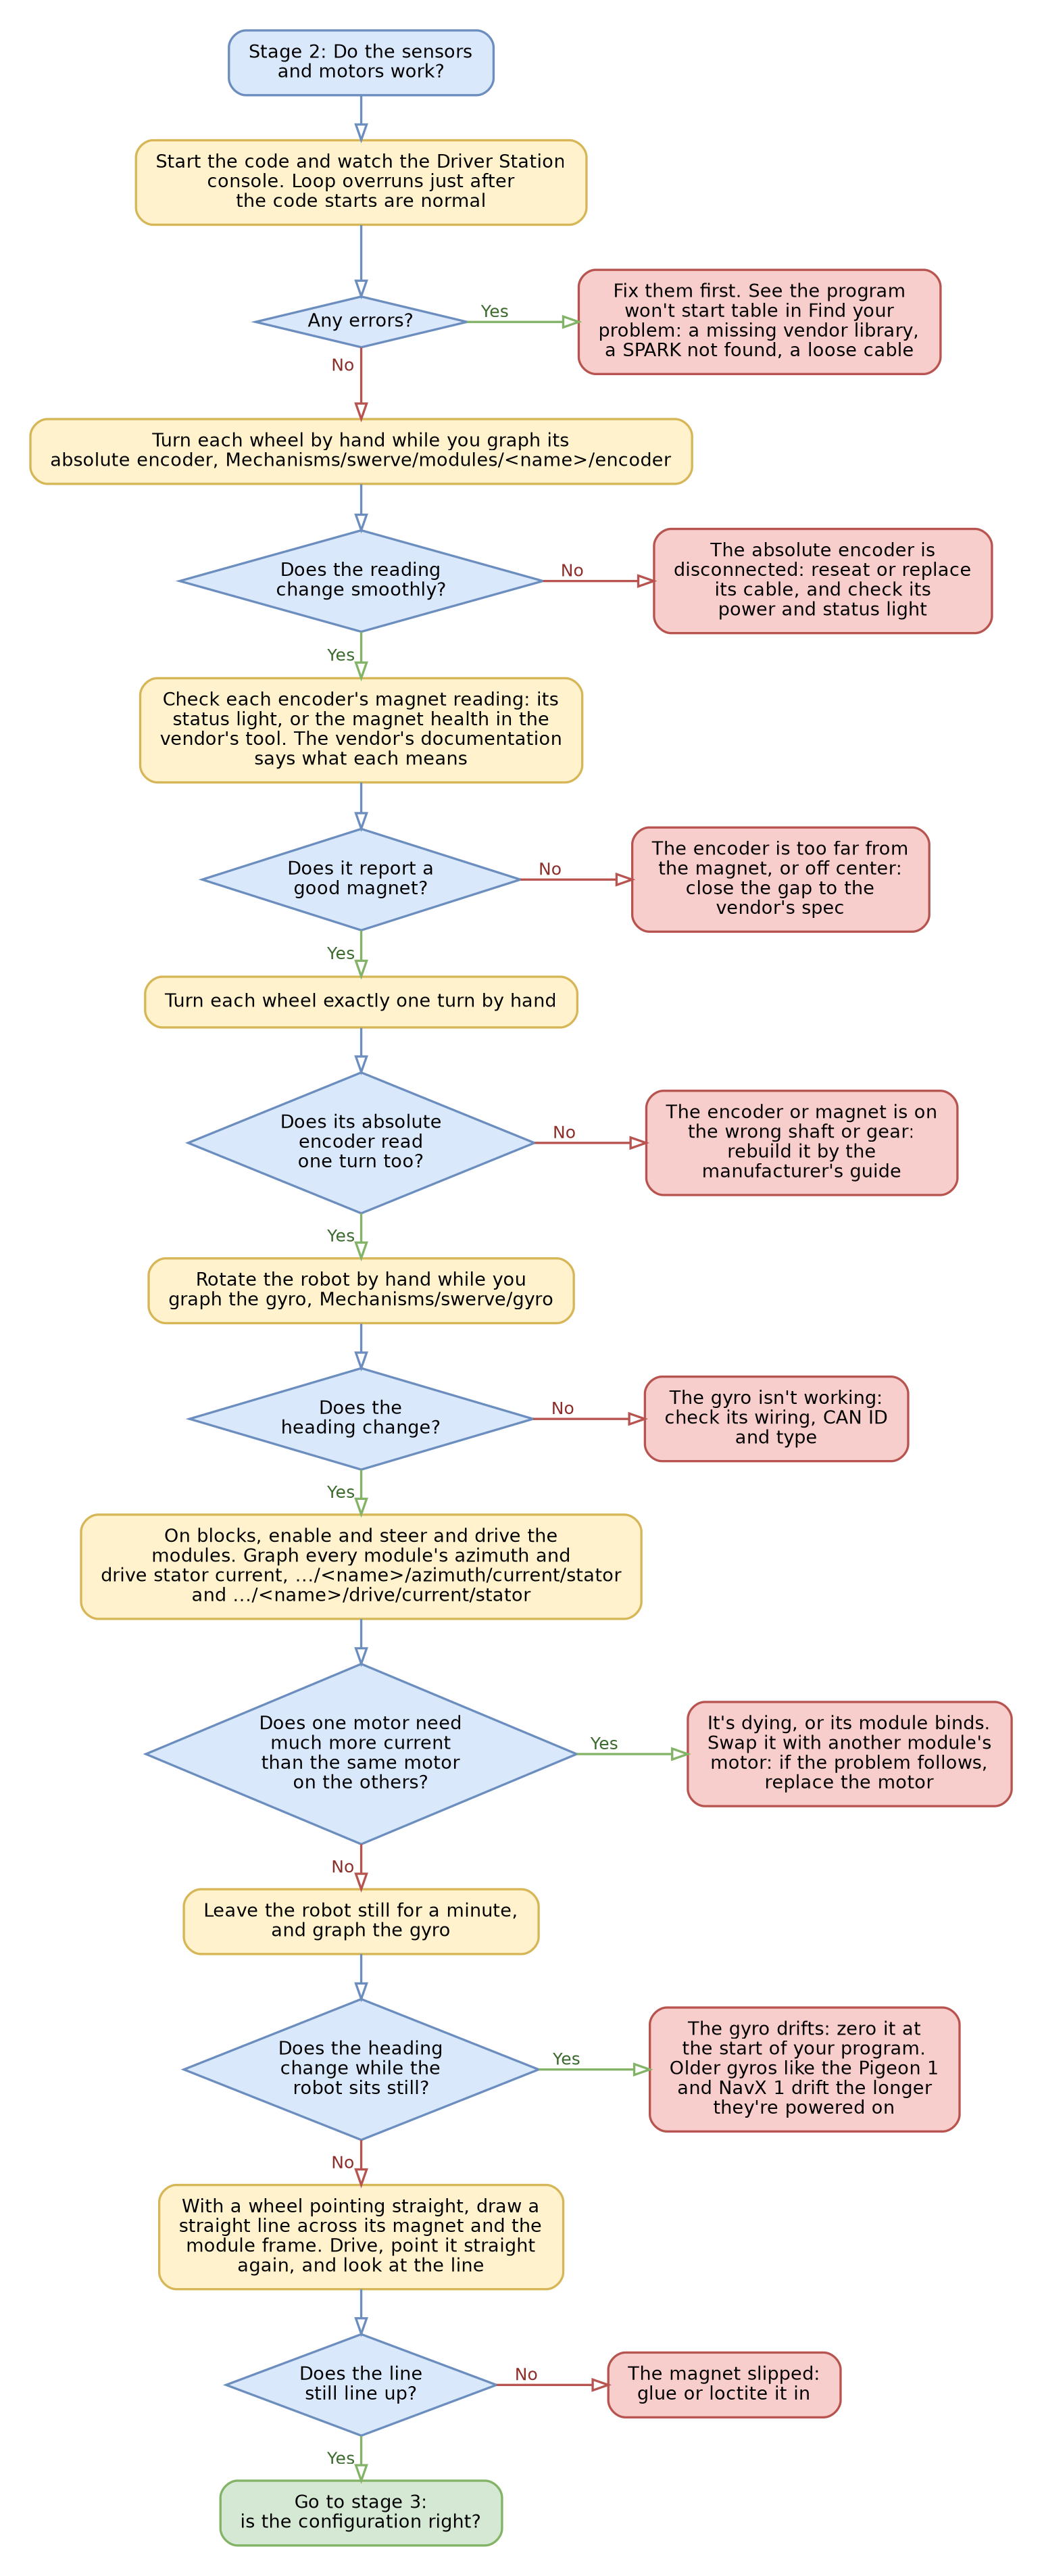 Stage 2: Do the sensors
and motors work?
Start the code and watch the Driver Station
console. Loop overruns just after
the code starts are normal
Any errors?
Yes
Fix them first. See the program
won't start table in Find your
problem: a missing vendor library,
a SPARK not found, a loose cable
No
Turn each wheel by hand while you graph its
absolute encoder, Mechanisms/swerve/modules/<name>/encoder
Does the reading
change smoothly?
No
The absolute encoder is
disconnected: reseat or replace
its cable, and check its
power and status light
Yes
Check each encoder's magnet reading: its
status light, or the magnet health in the
vendor's tool. The vendor's documentation
says what each means
Does it report a
good magnet?
No
The encoder is too far from
the magnet, or off center:
close the gap to the
vendor's spec
Yes
Turn each wheel exactly one turn by hand
Does its absolute
encoder read
one turn too?
No
The encoder or magnet is on
the wrong shaft or gear:
rebuild it by the
manufacturer's guide
Yes
Rotate the robot by hand while you
graph the gyro, Mechanisms/swerve/gyro
Does the
heading change?
No
The gyro isn't working:
check its wiring, CAN ID
and type
Yes
On blocks, enable and steer and drive the
modules. Graph every module's azimuth and
drive stator current, …/<name>/azimuth/current/stator
and …/<name>/drive/current/stator
Does one motor need
much more current
than the same motor
on the others?
Yes
It's dying, or its module binds.
Swap it with another module's
motor: if the problem follows,
replace the motor
No
Leave the robot still for a minute,
and graph the gyro
Does the heading
change while the
robot sits still?
Yes
The gyro drifts: zero it at
the start of your program.
Older gyros like the Pigeon 1
and NavX 1 drift the longer
they're powered on
No
With a wheel pointing straight, draw a
straight line across its magnet and the
module frame. Drive, point it straight
again, and look at the line
Does the line
still line up?
No
The magnet slipped:
glue or loctite it in
Yes
Go to stage 3:
is the configuration right?